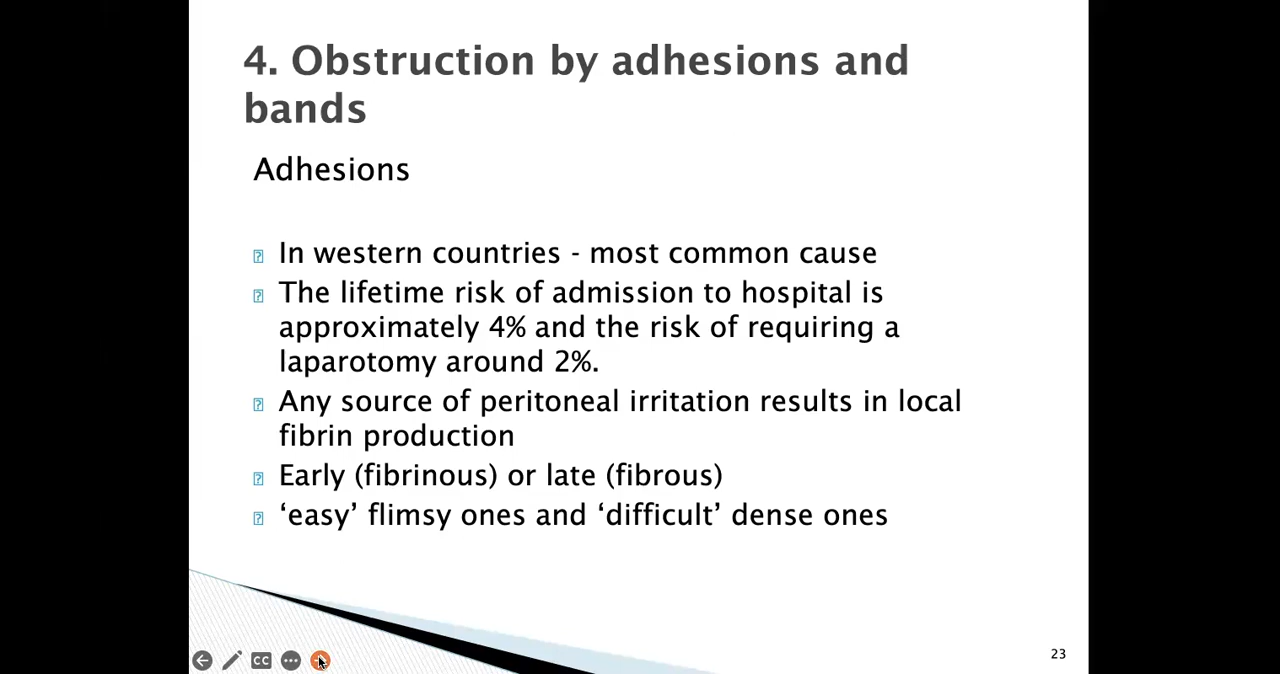 4. Obstruction by adhesions and
bands
Adhesions
In western countries - most common cause
The lifetime risk of admission to hospital is
approximately 4% and the risk of requiring a
laparotomy around 2%.
Any source of peritoneal irritation results in local
fibrin production
Early (fibrinous) or late (fibrous)
‘easy’ flimsy ones and ‘difficult’ dense ones
CC
23